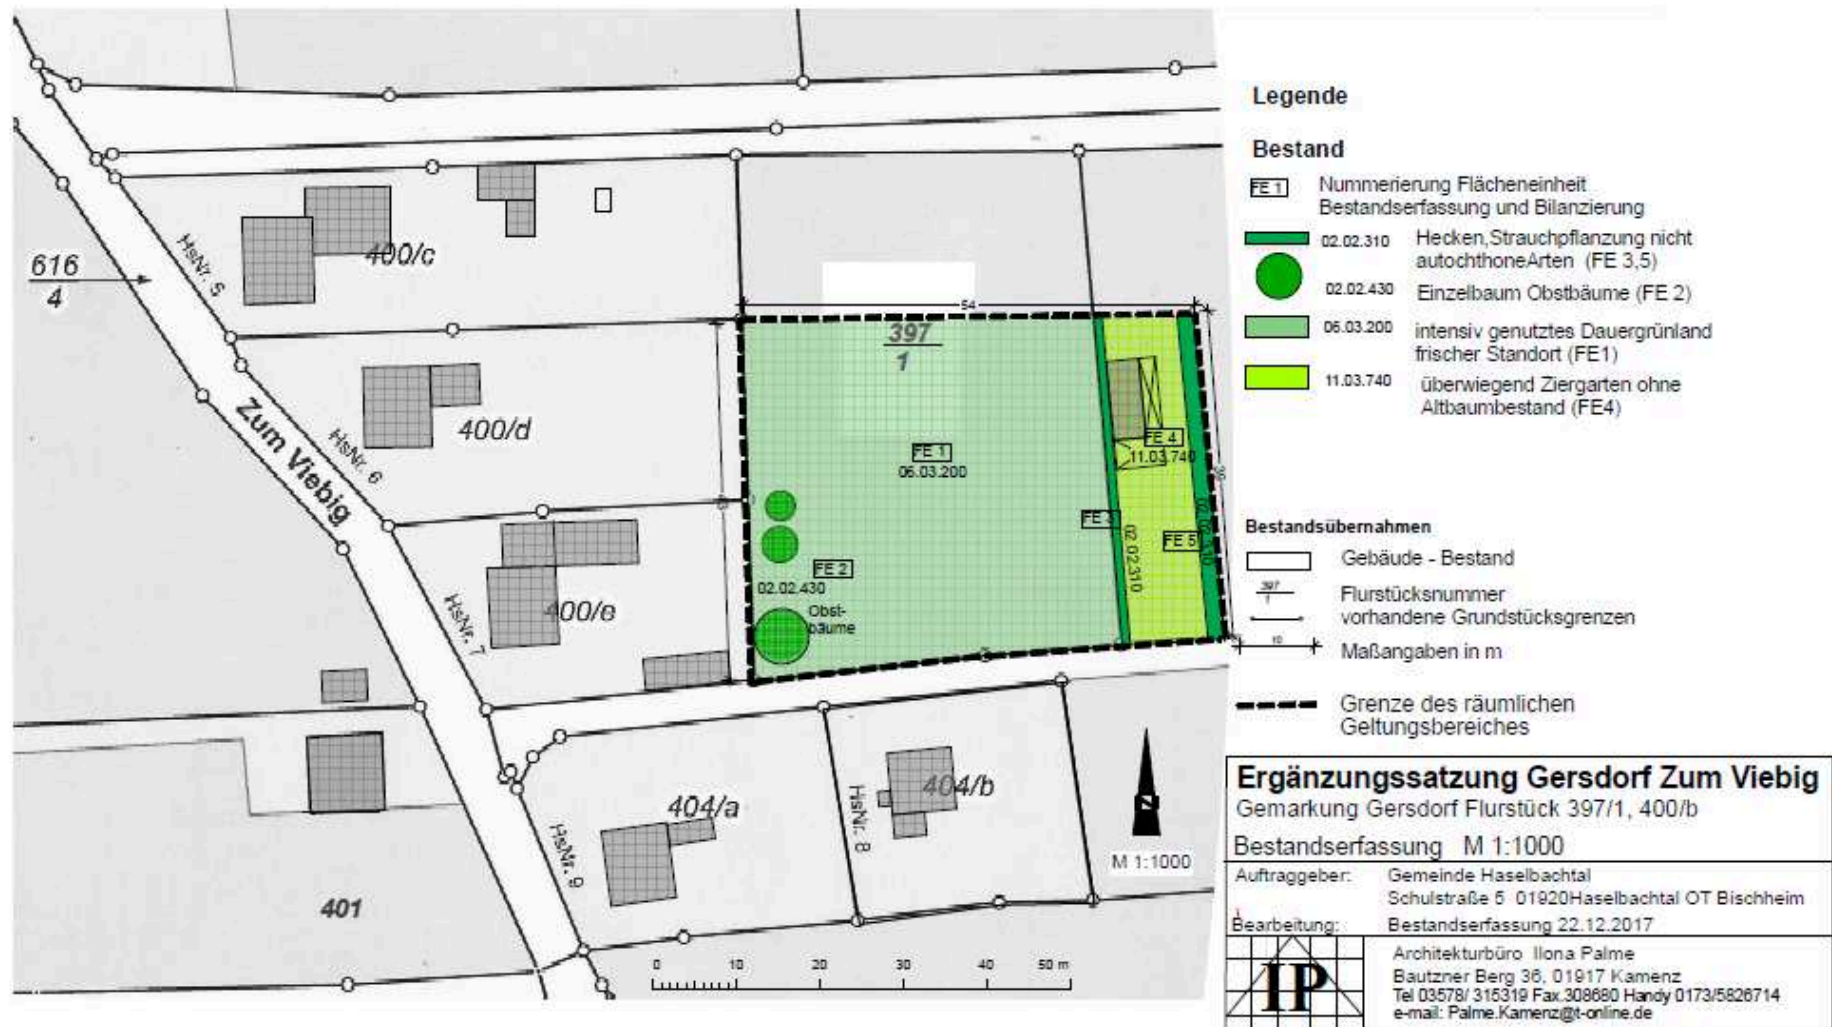 616
4
HsNr. 5
400/c
Zum Viebig
HsNr. 6
400/d
HsNr. 7
400/e
54
397
1
FE 1
06.03.200
FE 2
02.02.430
Obst-
bäume
FE 3
02.02310
FE 4
11.03.740
FE 5
404/a
HsNr. 8
404/b
HsNr. 9
401
M 1:1000
0 10 20 30 40 50 m
Legende
Bestand
FE 1 Nummerierung Flächeneinheit
Bestandserfassung und Bilanzierung
02.02.310 Hecken,Strauchpflanzung nicht
autochthoneArten (FE 3,5)
02.02.430 Einzelbaum Obstbäume (FE 2)
06.03.200 intensiv genutztes Dauergrünland
frischer Standort (FE1)
11.03.740 überwiegend Ziergarten ohne
Altbaumbestand (FE4)
Bestandsübernahmen
Gebäude - Bestand
397
1
Flurstücksnummer
vorhandene Grundstücksgrenzen
10 Maßangaben in m
Grenze des räumlichen
Geltungsbereiches
Ergänzungssatzung Gersdorf Zum Viebig
Gemarkung Gersdorf Flurstück 397/1, 400/b
Bestandserfassung M 1:1000
Auftraggeber: Gemeinde Haselbachtal
Schulstraße 5 01920Haselbachtal OT Bischheim
Bearbeitung: Bestandserfassung 22.12.2017
IP
Architekturbüro Ilona Palme
Bautzner Berg 36, 01917 Kamenz
Tel 03578/ 315319 Fax.308680 Handy 0173/5826714
e-mail: Palme.Kamenz@t-online.de